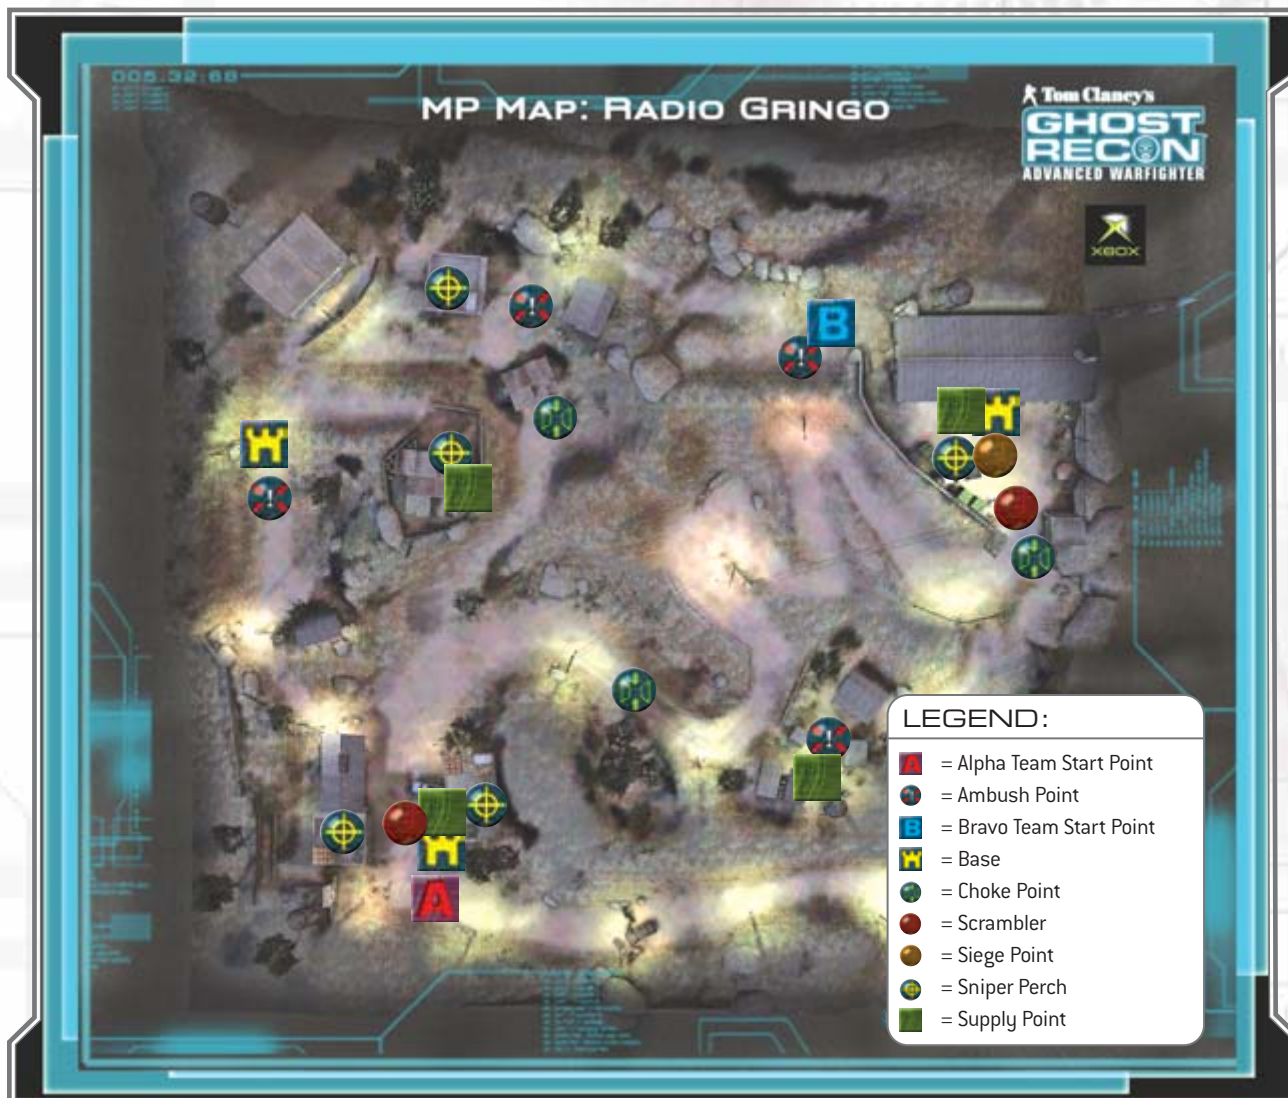 005.32:68
MP MAP: RADIO GRINGO
Tom Clancy's
GHOST
RECON
ADVANCED WARFIGHTER
XBOX
B
A
LEGEND:
A = Alpha Team Start Point
= Ambush Point
B = Bravo Team Start Point
= Base
= Choke Point
= Scrambler
= Siege Point
= Sniper Perch
= Supply Point